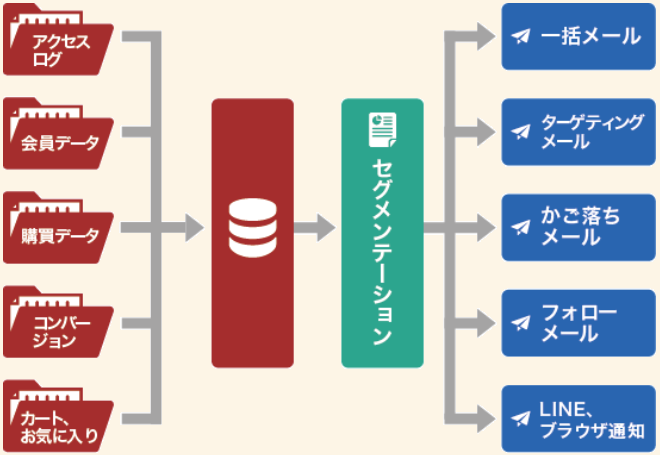 アクセス
ログ
会員データ
購買データ
コンバー
ジョン
カート、
お気に入り
セグメンテーション
一括メール
ターゲティング
メール
かご落ち
メール
フォロー
メール
LINE、
ブラウザ通知